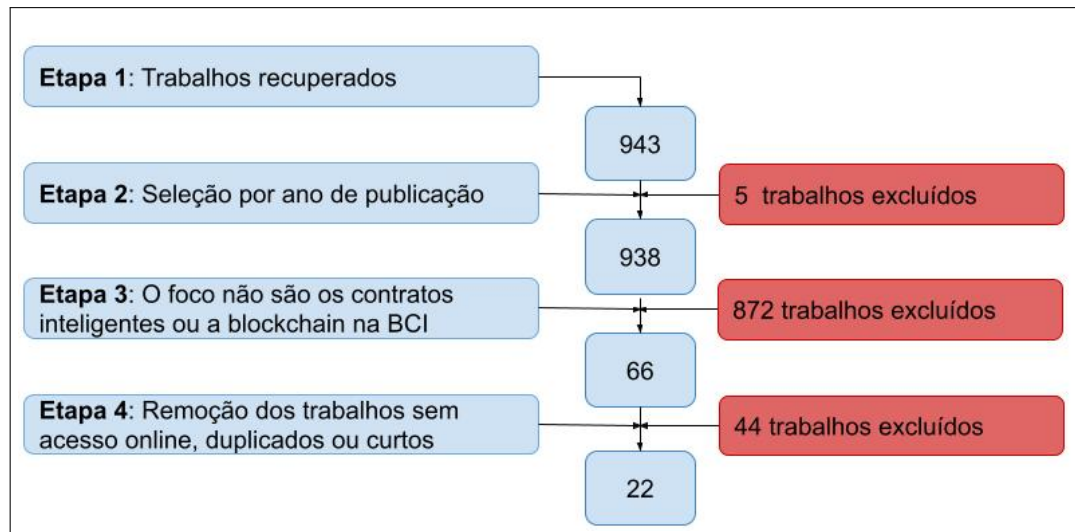 Etapa 1: Trabalhos recuperados
943
Etapa 2: Seleção por ano de publicação
5 trabalhos excluídos
938
Etapa 3: O foco não são os contratos
inteligentes ou a blockchain na BCI
872 trabalhos excluídos
66
Etapa 4: Remoção dos trabalhos sem
acesso online, duplicados ou curtos
44 trabalhos excluídos
22